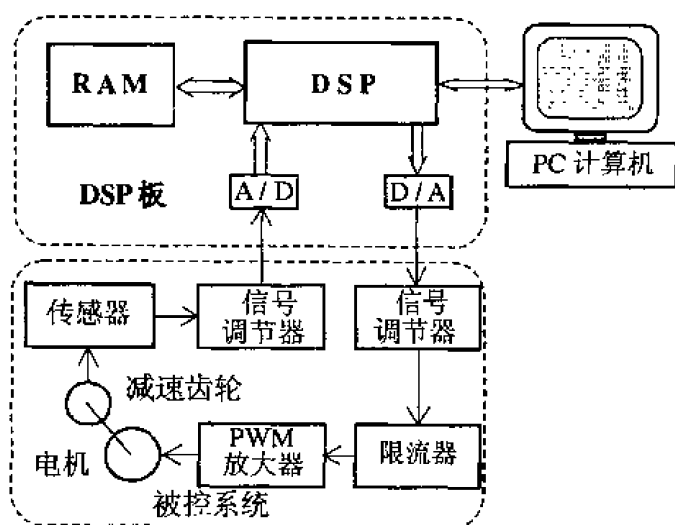 RAM
DSP
PC 计算机
DSP 板
A / D
D / A
传感器
信号
调节器
信号
调节器
减速齿轮
电机
PWM
放大器
限流器
被控系统